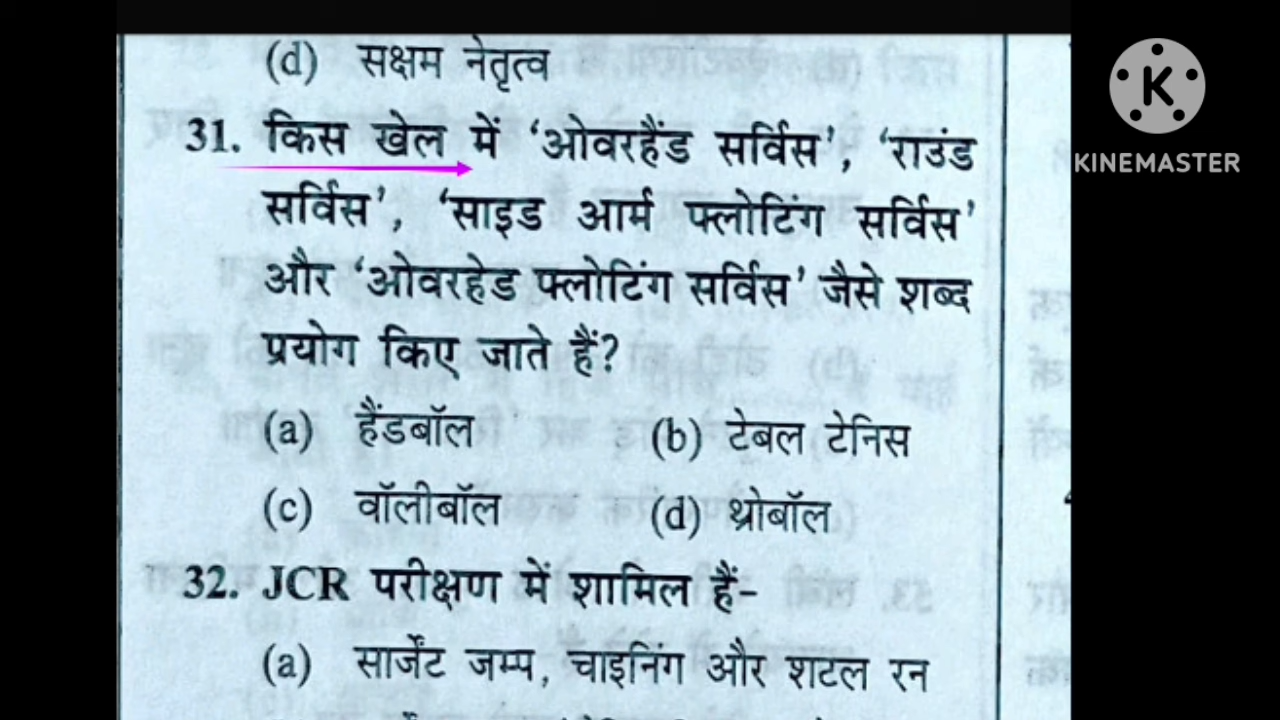 (d) सक्षम नेतृत्व
31. किस खेल में ‘ओवरहैंड सर्विस’, ‘राउंड
सर्विस’, ‘साइड आर्म फ्लोटिंग सर्विस’
और ‘ओवरहेड फ्लोटिंग सर्विस’ जैसे शब्द
प्रयोग किए जाते हैं?
(a) हैंडबॉल (b) टेबल टेनिस
(c) वॉलीबॉल (d) थ्रोबॉल
32. JCR परीक्षण में शामिल हैं-
(a) सार्जेंट जम्प, चाइनिंग और शटल रन
K
KINEMASTER